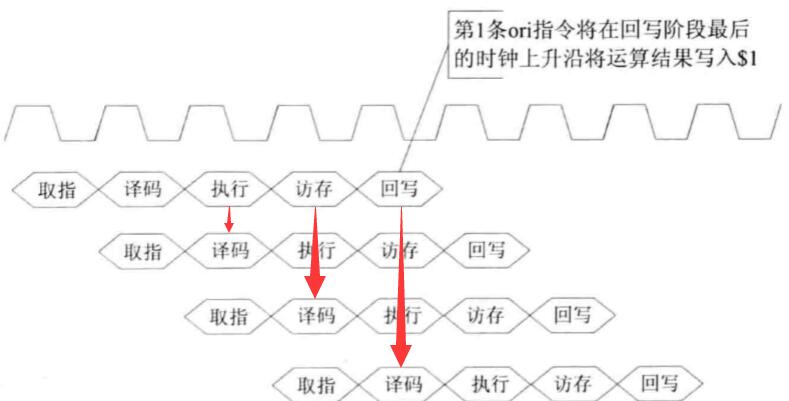 第1条ori指令将在回写阶段最后
的时钟上升沿将运算结果写入$1
取指 译码 执行 访存 回写
取指 译码 执行 访存 回写
取指 译码 执行 访存 回写
取指 译码 执行 访存 回写